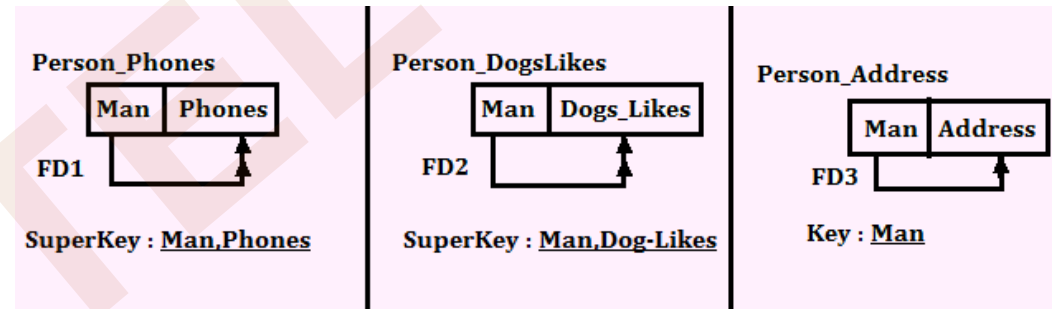 Person_Phones
Man Phones
FD1
SuperKey : Man,Phones
Person_DogsLikes
Man Dogs_Likes
FD2
SuperKey : Man,Dog-Likes
Person_Address
Man Address
FD3
Key : Man
TEL